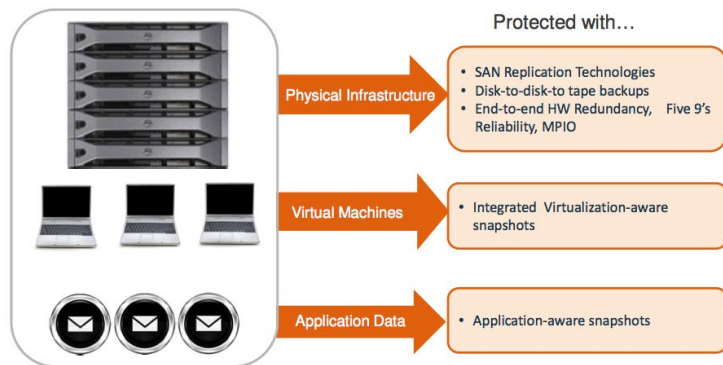 Protected with…
Physical Infrastructure
• SAN Replication Technologies
• Disk-to-disk-to tape backups
• End-to-end HW Redundancy, Five 9's
Reliability, MPIO
Virtual Machines
• Integrated Virtualization-aware
snapshots
Application Data
• Application-aware snapshots